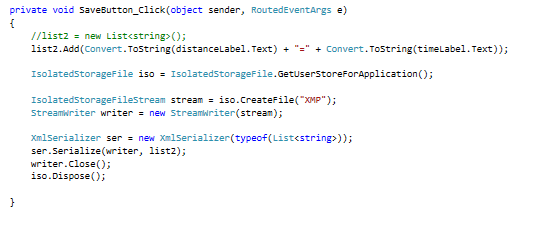 private void SaveButton_Click(object sender, RoutedEventArgs e)
{
//list2 = new List<string>();
list2.Add(Convert.ToString(distanceLabel.Text) + "=" + Convert.ToString(timeLabel.Text));
IsolatedStorageFile iso = IsolatedStorageFile.GetUserStoreForApplication();
IsolatedStorageFileStream stream = iso.CreateFile("XMP");
StreamWriter writer = new StreamWriter(stream);
XmlSerializer ser = new XmlSerializer(typeof(List<string>));
ser.Serialize(writer, list2);
writer.Close();
iso.Dispose();
}